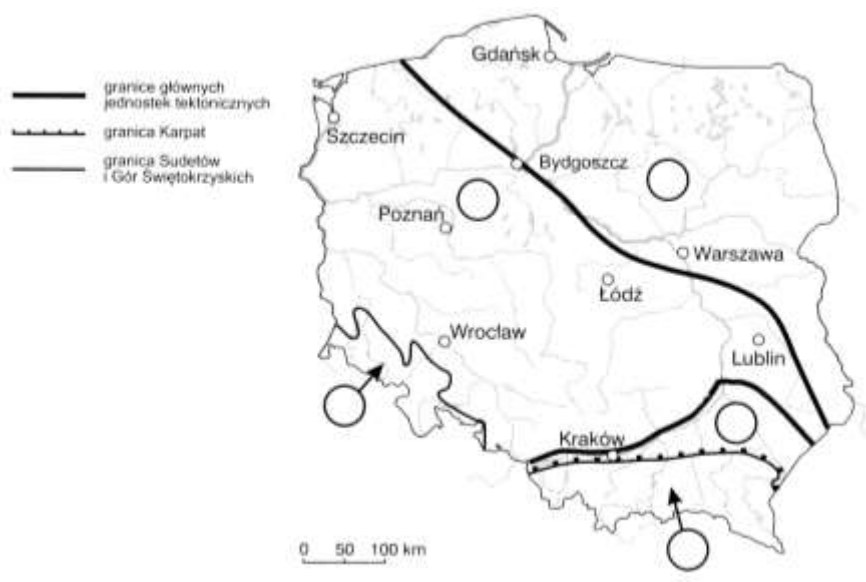 granice głównych
jednostek tektonicznych
granica Karpat
granica Sudetów
i Gór Świętokrzyskich
Gdańsk
Szczecin
Bydgoszcz
Poznań
Warszawa
Łódź
Wrocław
Lublin
Kraków
0 50 100 km